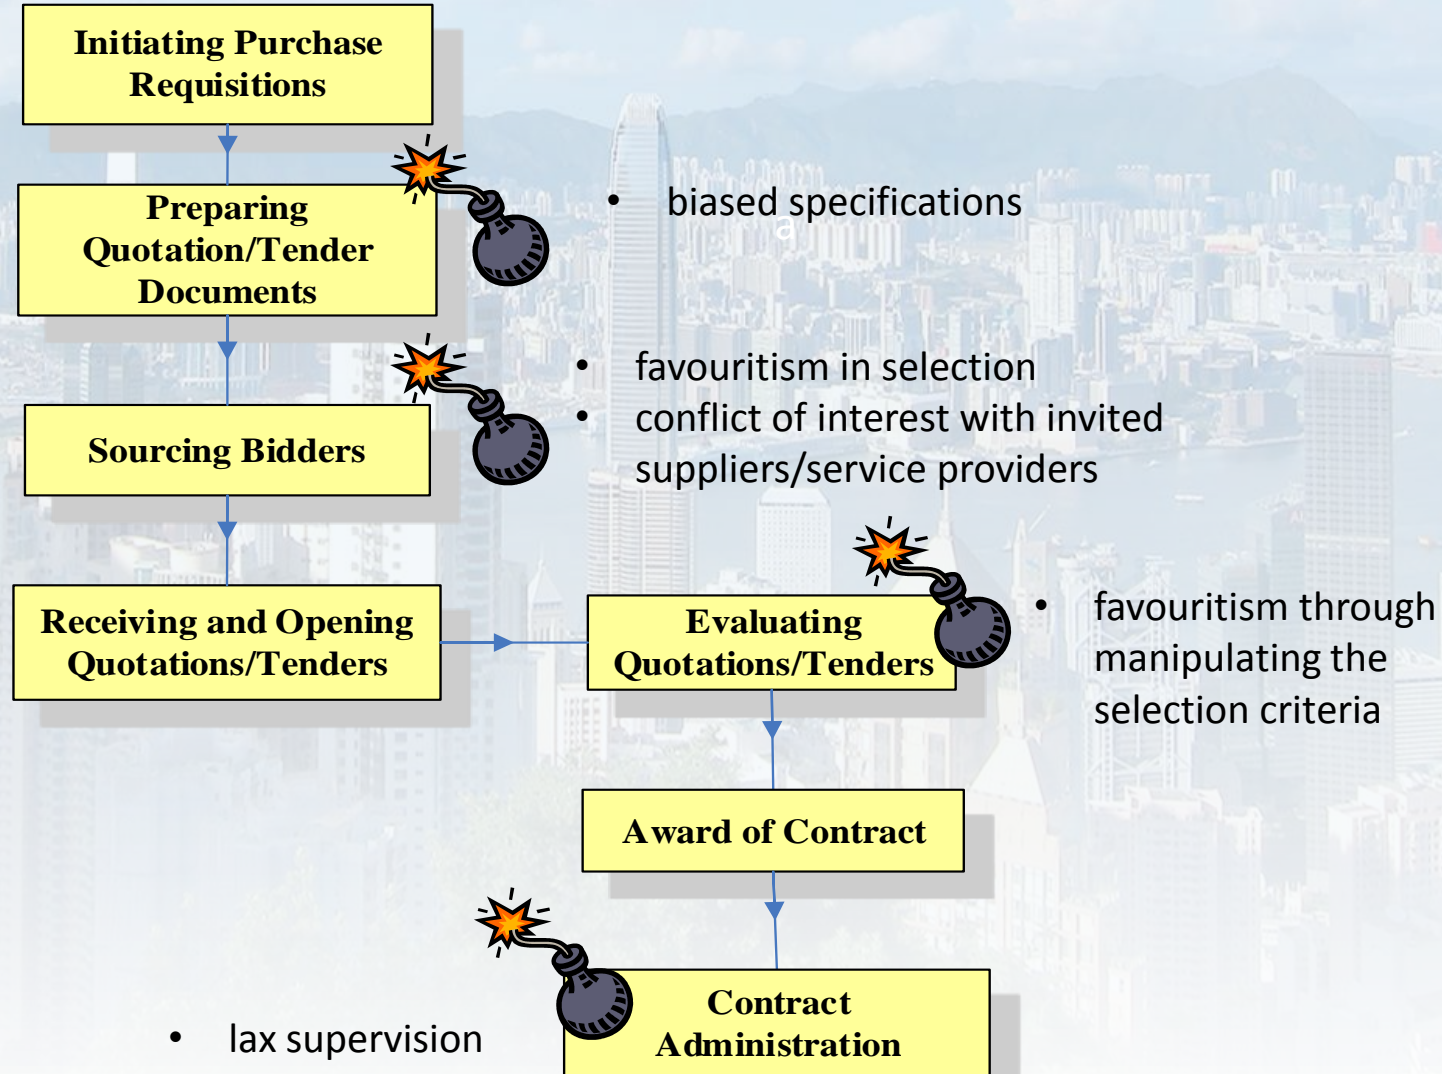 Initiating Purchase
Requisitions
Preparing
Quotation/Tender
Documents
• biased specifications
a
Sourcing Bidders
• favouritism in selection
• conflict of interest with invited
suppliers/service providers
Receiving and Opening
Quotations/Tenders
Evaluating
Quotations/Tenders
• favouritism through
manipulating the
selection criteria
Award of Contract
Contract
Administration
• lax supervision